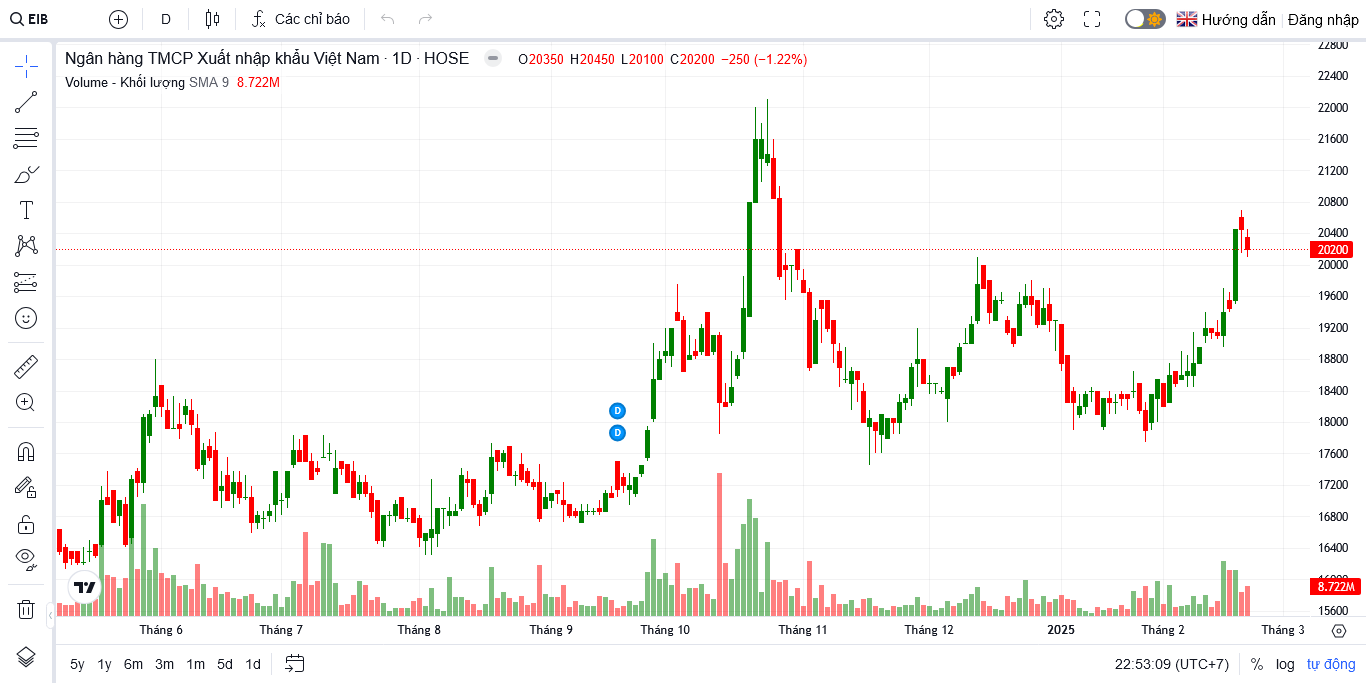 EIB D Các chỉ báo Hướng dẫn Đăng nhập
Ngân hàng TMCP Xuất nhập khẩu Việt Nam · 1D · HOSE O20350 H20450 L20100 C20200 −250 (−1.22%)
Volume - Khối lượng SMA 9 8.722M
22800
22400
22000
21600
21200
20800
20400
20200
20000
19600
19200
18800
18400
18000
17600
17200
16800
16400
8.722M
15600
D
D
Tháng 6 Tháng 7 Tháng 8 Tháng 9 Tháng 10 Tháng 11 Tháng 12 2025 Tháng 2 Tháng 3
5y 1y 6m 3m 1m 5d 1d 22:53:09 (UTC+7) % log tự động